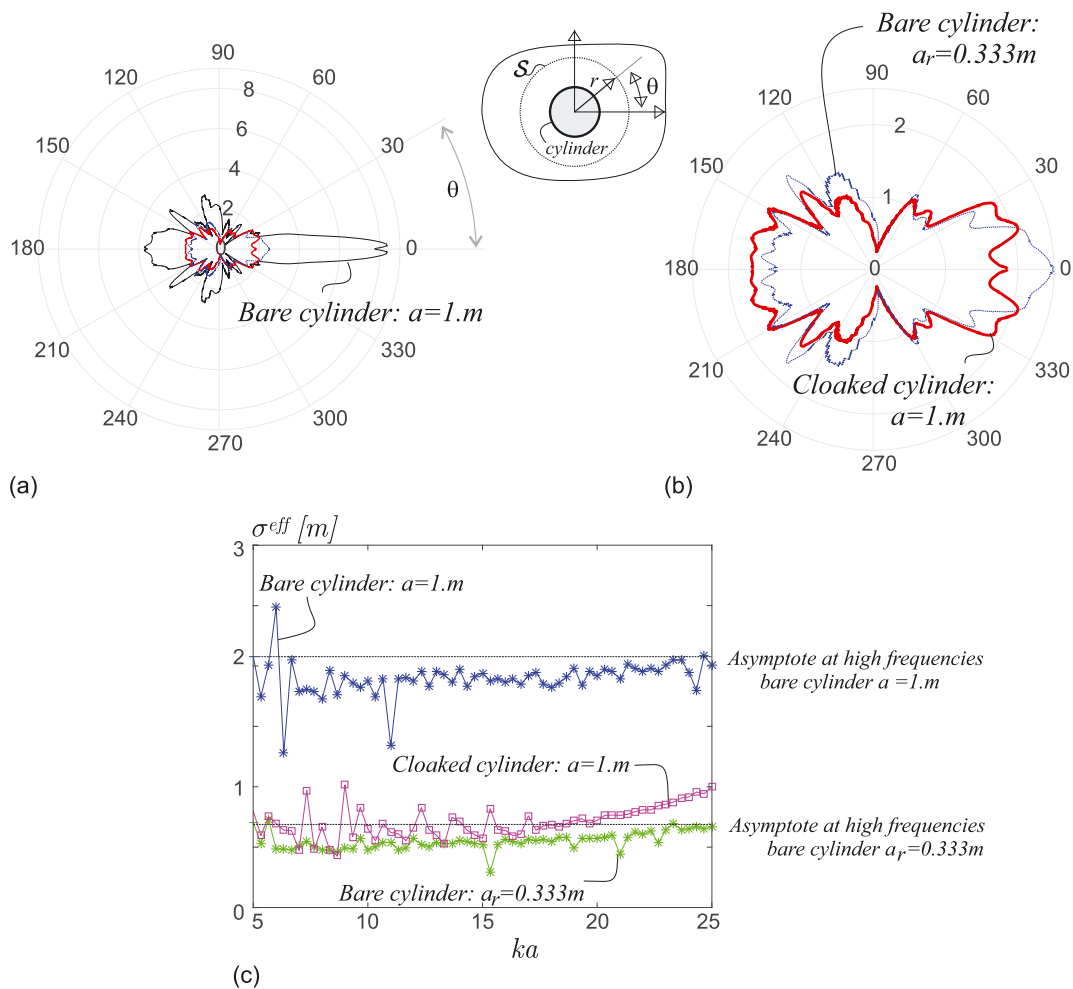 90
120
60
8
6
150
30
4
θ
2
180
0
0
Bare cylinder: a=1.m
210
330
240
300
270
(a)
S
r
θ
cylinder
Bare cylinder:
a_r=0.333m
90
120
60
2
150
30
1
180
0
0
210
330
Cloaked cylinder:
a=1.m
240
300
270
(b)
σ^eff [m]
3
Bare cylinder: a=1.m
2
Asymptote at high frequencies
bare cylinder a =1.m
Cloaked cylinder: a=1.m
1
Asymptote at high frequencies
bare cylinder a_r=0.333m
Bare cylinder: a_r=0.333m
0
5
10
15
20
25
ka
(c)